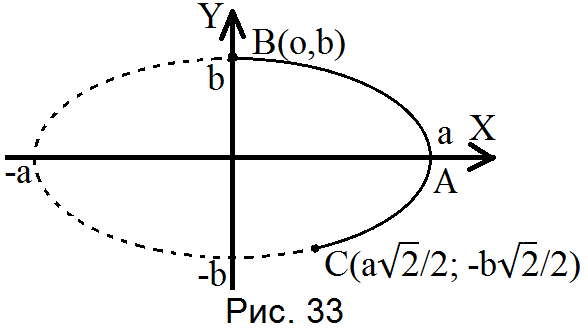 Y
B(o,b)
b
a X
-a
A
-b
C(a√2/2; -b√2/2)
Рис. 33